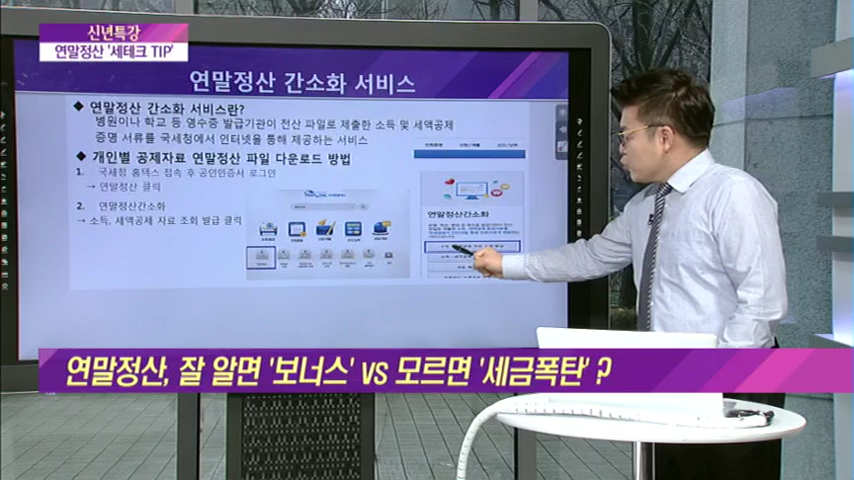 신년특강
연말정산 '세테크 TIP'
연말정산 간소화 서비스
◆ 연말정산 간소화 서비스란?
병원이나 학교 등 영수증 발급기관이 전산 파일로 제출한 소득 및 세액공제
증명 서류를 국세청에서 인터넷을 통해 제공하는 서비스
◆ 개인별 공제자료 연말정산 파일 다운로드 방법
1. 국세청 홈텍스 접속 후 공인인증서 로그인
→ 연말정산 클릭
2. 연말정산간소화
→ 소득, 세액공제 자료 조회 발급 클릭
연말정산간소화
연말정산, 잘 알면 '보너스' vs 모르면 '세금폭탄' ?